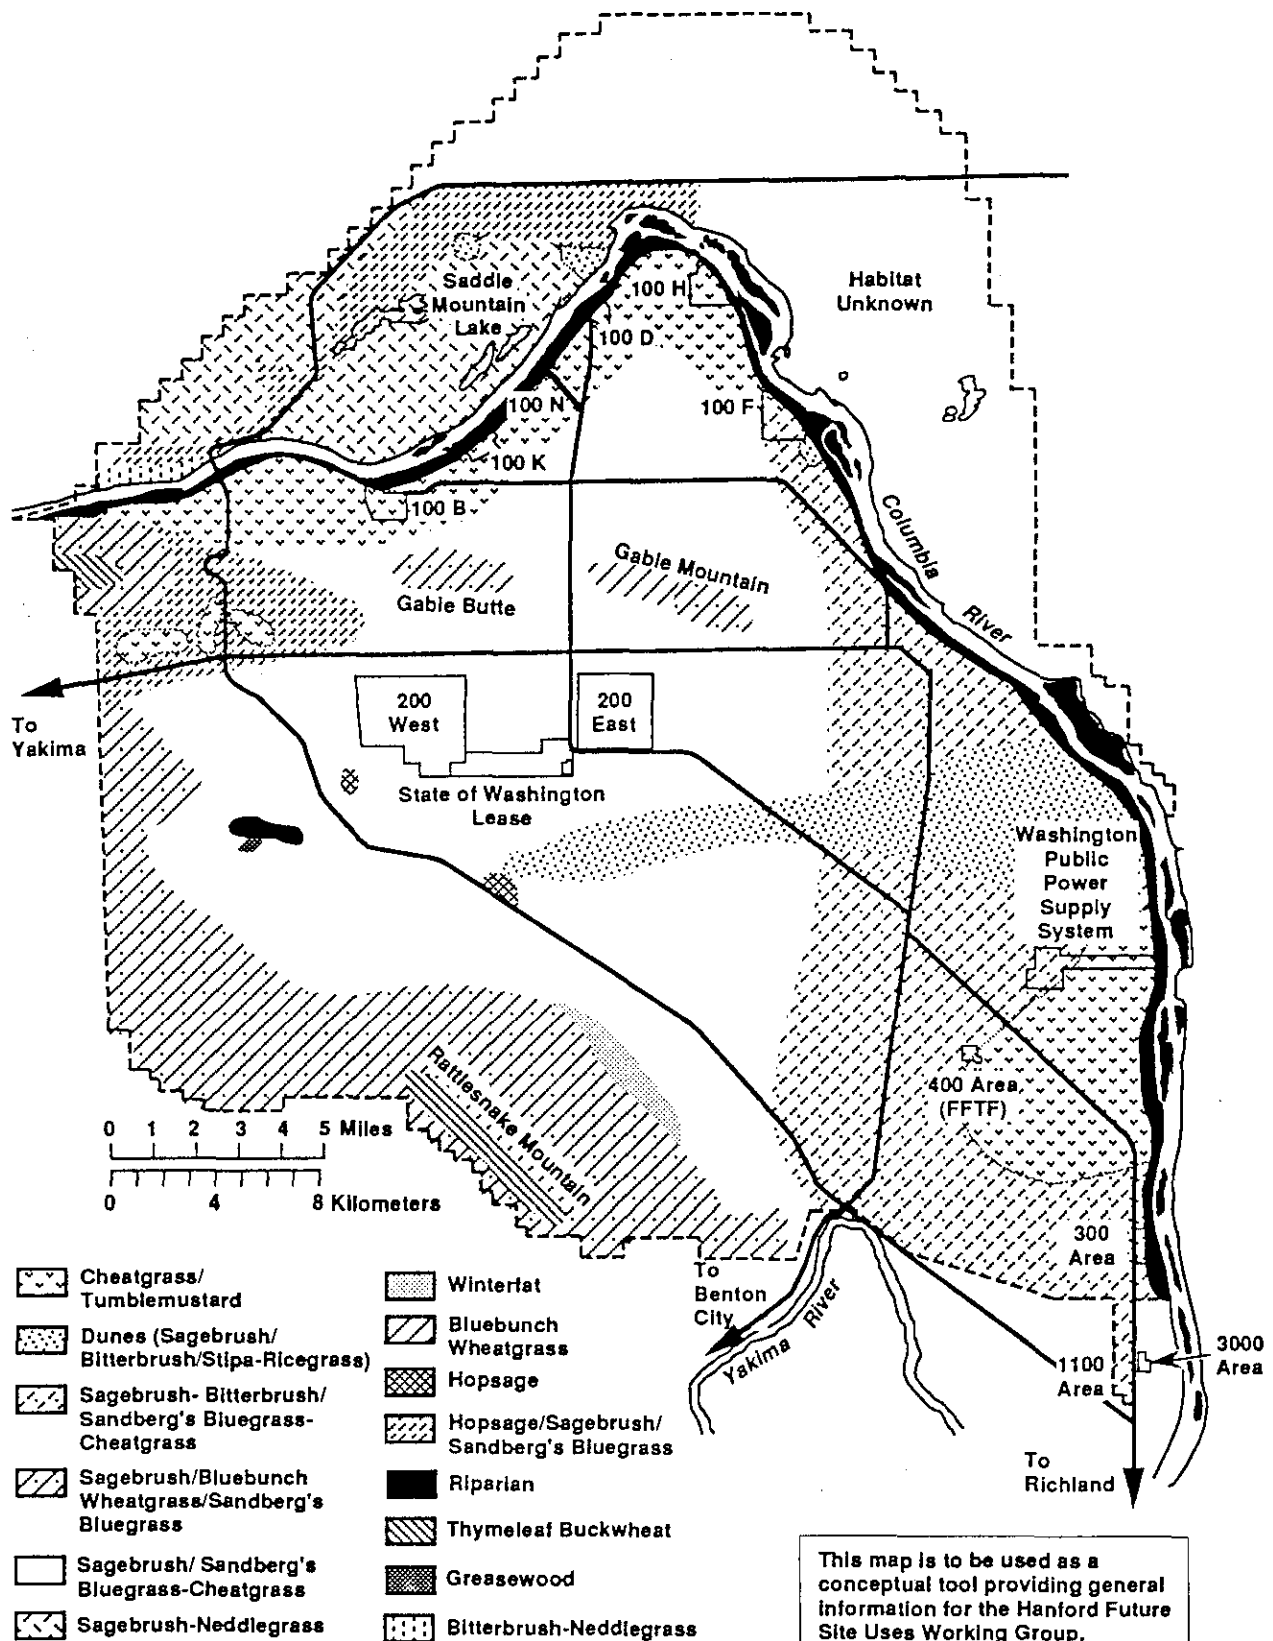 Saddle
Mountain
Lake
Habitat
Unknown
100 H
100 D
100 N
100 F
100 K
100 B
Columbia
River
Gable Mountain
Gable Butte
200
West
200
East
To
Yakima
State of Washington
Lease
Washington
Public
Power
Supply
System
400 Area
(FFTF)
Rattlesnake Mountain
0 1 2 3 4 5 Miles
0 4 8 Kilometers
300
Area
To
Benton
City
Yakima River
1100
Area
3000
Area
To
Richland
Cheatgrass/
Tumblemustard
Dunes (Sagebrush/
Bitterbrush/Stipa-Ricegrass)
Sagebrush- Bitterbrush/
Sandberg's Bluegrass-
Cheatgrass
Sagebrush/Bluebunch
Wheatgrass/Sandberg's
Bluegrass
Sagebrush/ Sandberg's
Bluegrass-Cheatgrass
Sagebrush-Neddlegrass
Winterfat
Bluebunch
Wheatgrass
Hopsage
Hopsage/Sagebrush/
Sandberg's Bluegrass
Riparian
Thymeleaf Buckwheat
Greasewood
Bitterbrush-Neddlegrass
This map is to be used as a
conceptual tool providing general
information for the Hanford Future
Site Uses Working Group.